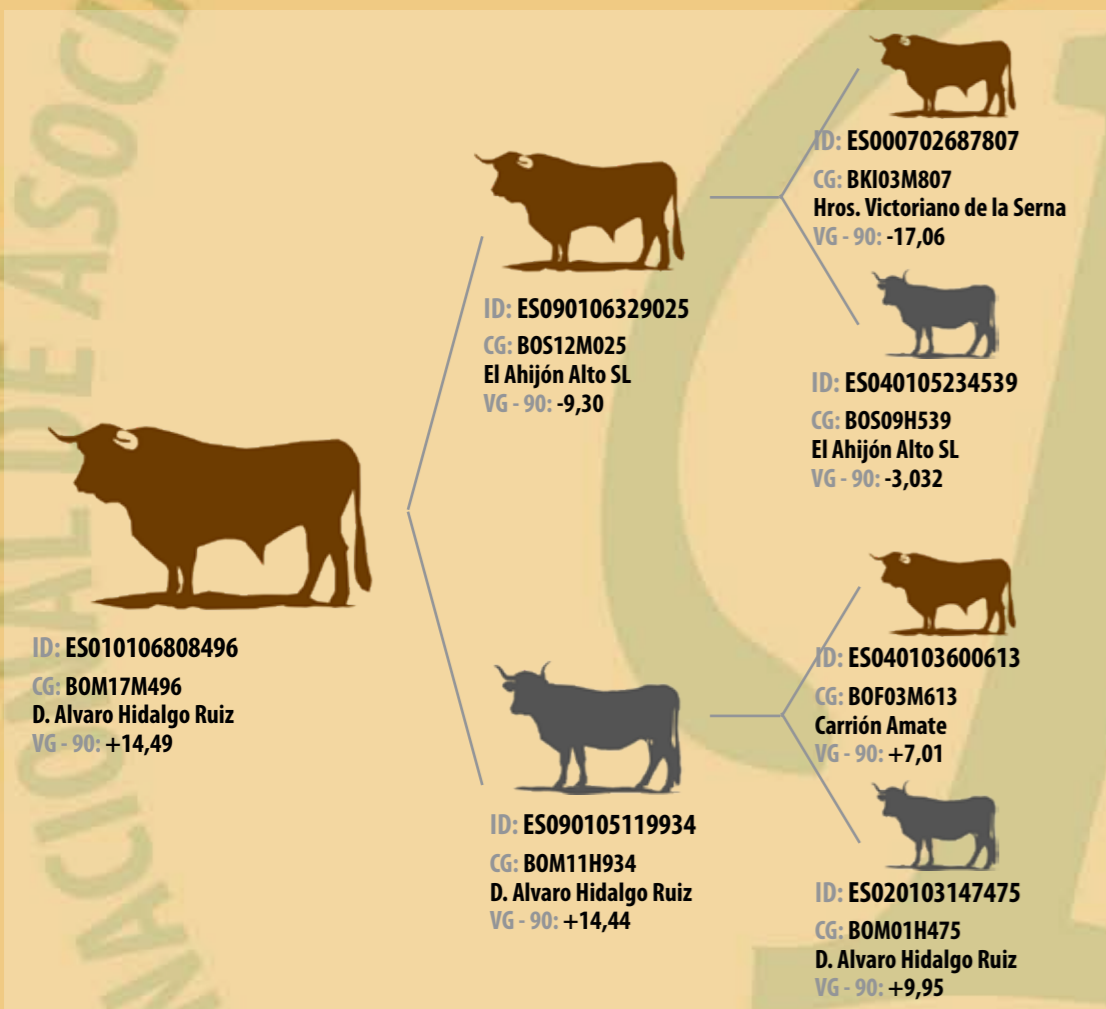 ID: ES010106808496
CG: BOM17M496
D. Alvaro Hidalgo Ruiz
VG - 90: +14,49
ID: ES090106329025
CG: BOS12M025
El Ahijón Alto SL
VG - 90: -9,30
ID: ES090105119934
CG: BOM11H934
D. Alvaro Hidalgo Ruiz
VG - 90: +14,44
ID: ES000702687807
CG: BKI03M807
Hros. Victoriano de la Serna
VG - 90: -17,06
ID: ES040105234539
CG: BOS09H539
El Ahijón Alto SL
VG - 90: -3,032
ID: ES040103600613
CG: BOF03M613
Carrión Amate
VG - 90: +7,01
ID: ES020103147475
CG: BOM01H475
D. Alvaro Hidalgo Ruiz
VG - 90: +9,95
DE